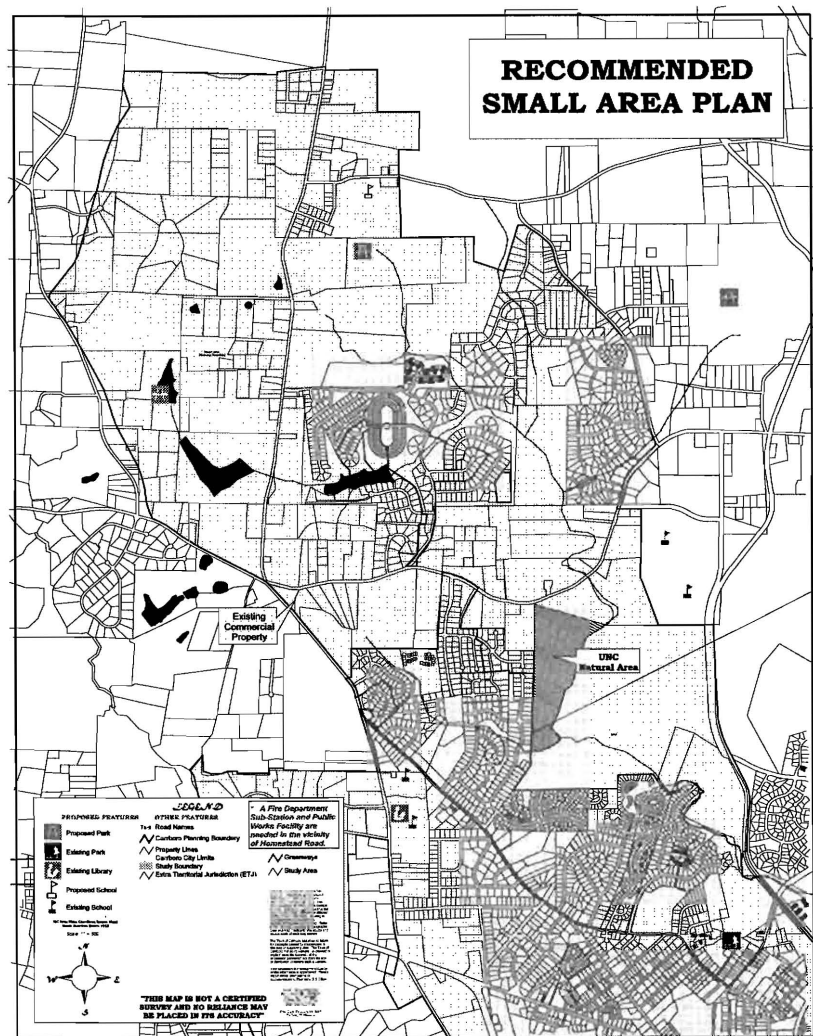 RECOMMENDED
SMALL AREA PLAN
Existing
Commercial
Property
UNC
Natural Area
LEGEND
PROPOSED FEATURES
Proposed Park
Existing Park
Existing Library
Proposed School
Existing School
OTHER FEATURES
Road Names
Carrboro Planning Boundary
Property Lines
Carrboro City Limits
Study Boundary
Extra Territorial Jurisdiction (ETJ)
A Fire Department
Sub-Station and Public
Works Facility are
needed in the vicinity
of Homestead Road.
Greenways
Study Area
N
W E
S
"THIS MAP IS NOT A CERTIFIED
SURVEY AND NO RELIANCE MAY
BE PLACED IN ITS ACCURACY"